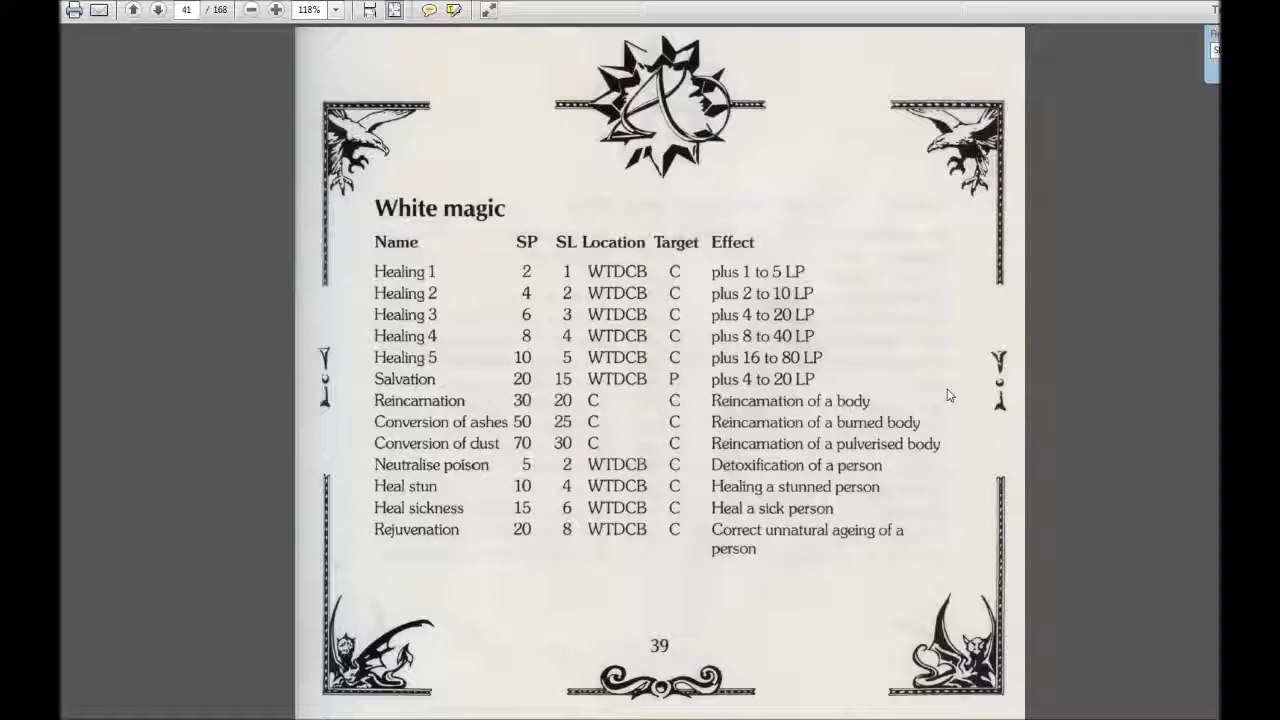 41 / 168 118%
White magic
Name SP SL Location Target Effect
Healing 1 2 1 WTDCB C plus 1 to 5 LP
Healing 2 4 2 WTDCB C plus 2 to 10 LP
Healing 3 6 3 WTDCB C plus 4 to 20 LP
Healing 4 8 4 WTDCB C plus 8 to 40 LP
Healing 5 10 5 WTDCB C plus 16 to 80 LP
Salvation 20 15 WTDCB P plus 4 to 20 LP
Reincarnation 30 20 C C Reincarnation of a body
Conversion of ashes 50 25 C C Reincarnation of a burned body
Conversion of dust 70 30 C C Reincarnation of a pulverised body
Neutralise poison 5 2 WTDCB C Detoxification of a person
Heal stun 10 4 WTDCB C Healing a stunned person
Heal sickness 15 6 WTDCB C Heal a sick person
Rejuvenation 20 8 WTDCB C Correct unnatural ageing of a
person
39